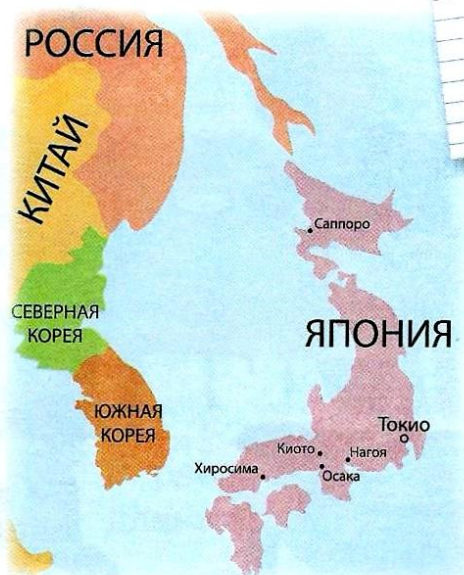 РОССИЯ
КИТАЙ
Саппоро
СЕВЕРНАЯ
КОРЕЯ
ЯПОНИЯ
ЮЖНАЯ
КОРЕЯ
Токио
Киото
Нагоя
Хиросима
Осака